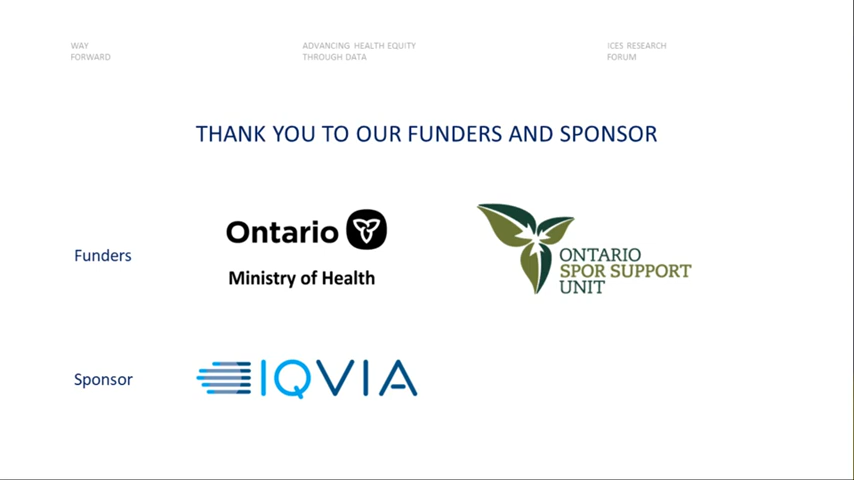 WAY
FORWARD
ADVANCING HEALTH EQUITY
THROUGH DATA
ICES RESEARCH
FORUM
THANK YOU TO OUR FUNDERS AND SPONSOR
Funders
Ontario
Ministry of Health
ONTARIO
SPOR SUPPORT
UNIT
Sponsor
IQVIA